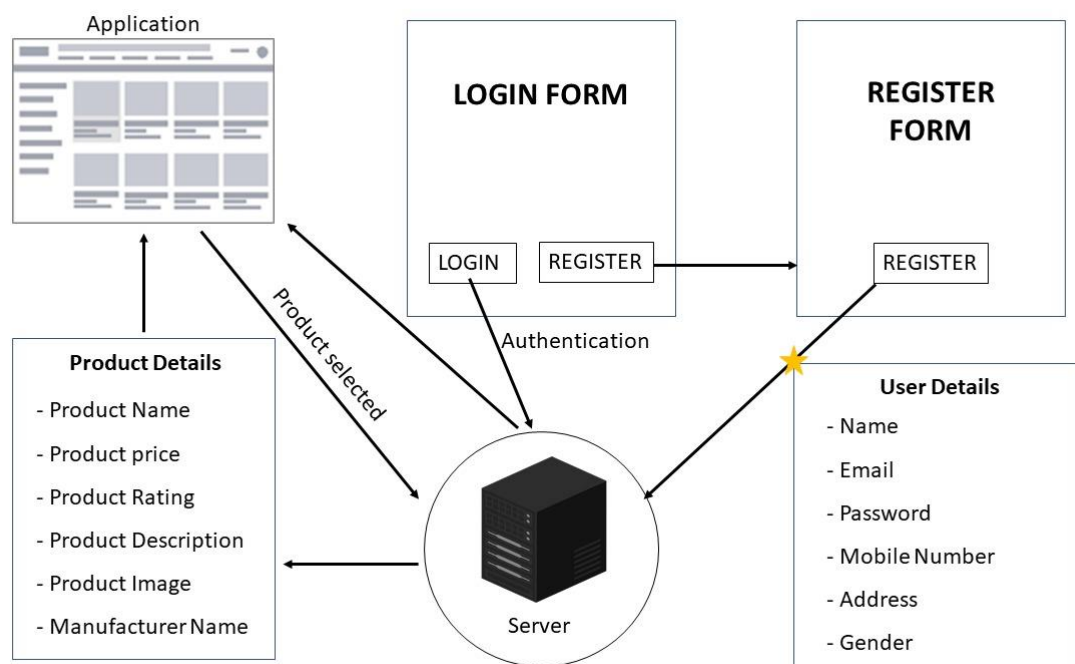 Application
LOGIN FORM
REGISTER
FORM
LOGIN
REGISTER
REGISTER
Product selected
Authentication
Product Details
- Product Name
- Product price
- Product Rating
- Product Description
- Product Image
- Manufacturer Name
Server
User Details
- Name
- Email
- Password
- Mobile Number
- Address
- Gender